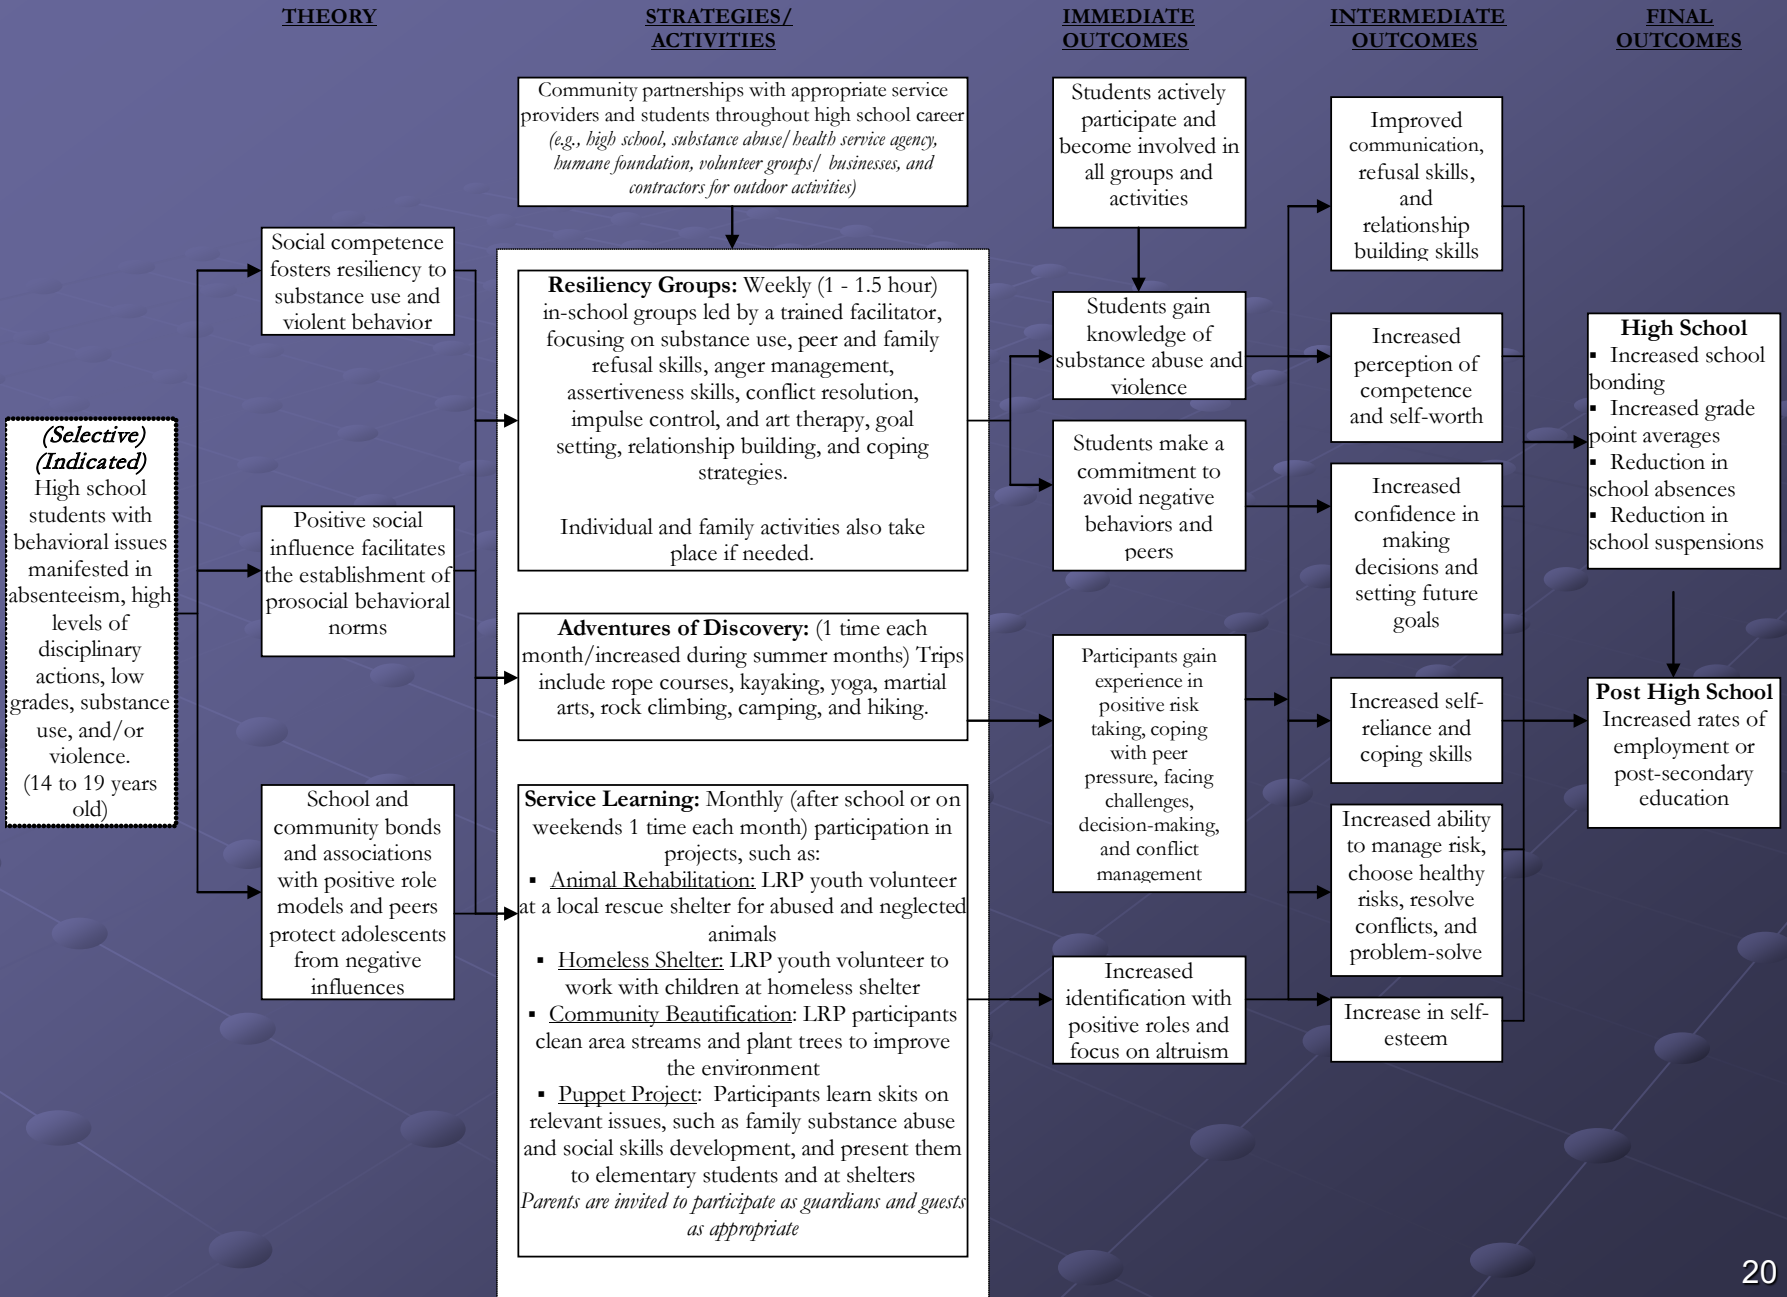 THEORY
STRATEGIES/
ACTIVITIES
IMMEDIATE
OUTCOMES
INTERMEDIATE
OUTCOMES
FINAL
OUTCOMES
(Selective)
(Indicated)
High school
students with
behavioral issues
manifested in
absenteeism, high
levels of
disciplinary
actions, low
grades, substance
use, and/or
violence.
(14 to 19 years
old)
Social competence
fosters resiliency to
substance use and
violent behavior
Positive social
influence facilitates
the establishment of
prosocial behavioral
norms
School and
community bonds
and associations
with positive role
models and peers
protect adolescents
from negative
influences
Community partnerships with appropriate service
providers and students throughout high school career
(e.g., high school, substance abuse/health service agency,
humane foundation, volunteer groups/ businesses, and
contractors for outdoor activities)
Resiliency Groups: Weekly (1 - 1.5 hour)
in-school groups led by a trained facilitator,
focusing on substance use, peer and family
refusal skills, anger management,
assertiveness skills, conflict resolution,
impulse control, and art therapy, goal
setting, relationship building, and coping
strategies.
Individual and family activities also take
place if needed.
Adventures of Discovery: (1 time each
month/increased during summer months) Trips
include rope courses, kayaking, yoga, martial
arts, rock climbing, camping, and hiking.
Service Learning: Monthly (after school or on
weekends 1 time each month) participation in
projects, such as:
▪ Animal Rehabilitation: LRP youth volunteer
at a local rescue shelter for abused and neglected
animals
▪ Homeless Shelter: LRP youth volunteer to
work with children at homeless shelter
▪ Community Beautification: LRP participants
clean area streams and plant trees to improve
the environment
▪ Puppet Project: Participants learn skits on
relevant issues, such as family substance abuse
and social skills development, and present them
to elementary students and at shelters
Parents are invited to participate as guardians and guests
as appropriate
Students actively
participate and
become involved in
all groups and
activities
Students gain
knowledge of
substance abuse and
violence
Students make a
commitment to
avoid negative
behaviors and
peers
Participants gain
experience in
positive risk
taking, coping
with peer
pressure, facing
challenges,
decision-making,
and conflict
management
Increased
identification with
positive roles and
focus on altruism
Improved
communication,
refusal skills,
and
relationship
building skills
Increased
perception of
competence
and self-worth
Increased
confidence in
making
decisions and
setting future
goals
Increased self-
reliance and
coping skills
Increased ability
to manage risk,
choose healthy
risks, resolve
conflicts, and
problem-solve
Increase in self-
esteem
High School
▪ Increased school
bonding
▪ Increased grade
point averages
▪ Reduction in
school absences
▪ Reduction in
school suspensions
Post High School
Increased rates of
employment or
post-secondary
education
20